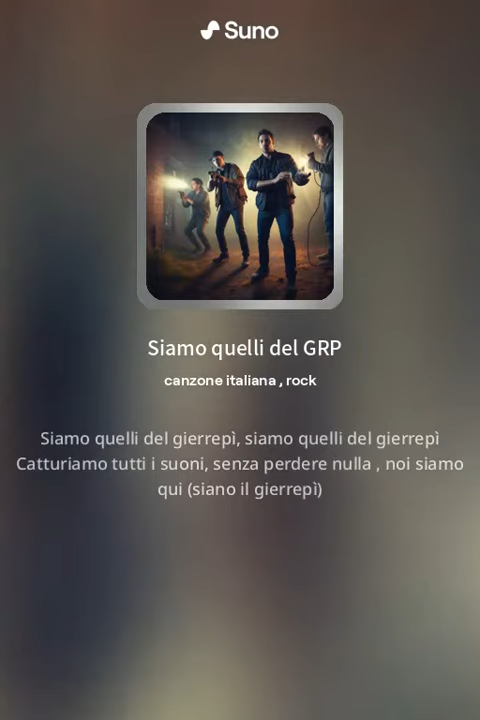 Suno
Siamo quelli del GRP
canzone italiana , rock
Siamo quelli del gierrepì, siamo quelli del gierrepì
Catturiamo tutti i suoni, senza perdere nulla , noi siamo
qui (siano il gierrepì)